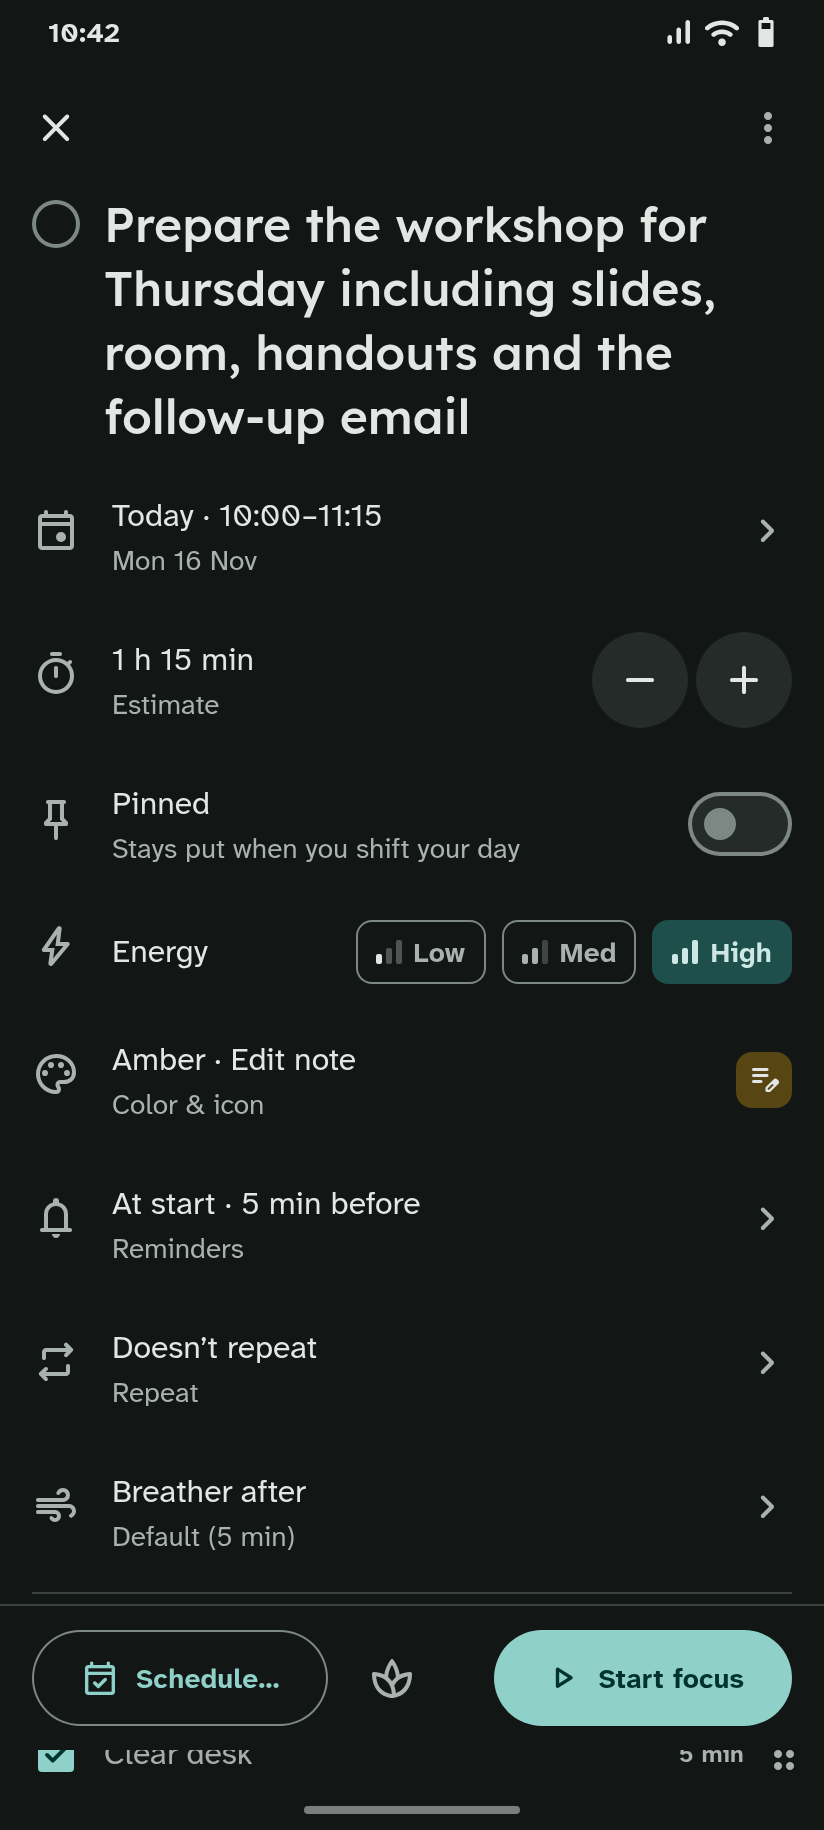 10:42
Prepare the workshop for
Thursday including slides,
room, handouts and the
follow-up email
Today · 10:00–11:15
Mon 16 Nov
1 h 15 min
Estimate
Pinned
Stays put when you shift your day
Energy Low Med High
Amber · Edit note
Color & icon
At start · 5 min before
Reminders
Doesn’t repeat
Repeat
Breather after
Default (5 min)
Schedule… Start focus
Clear desk 5 min